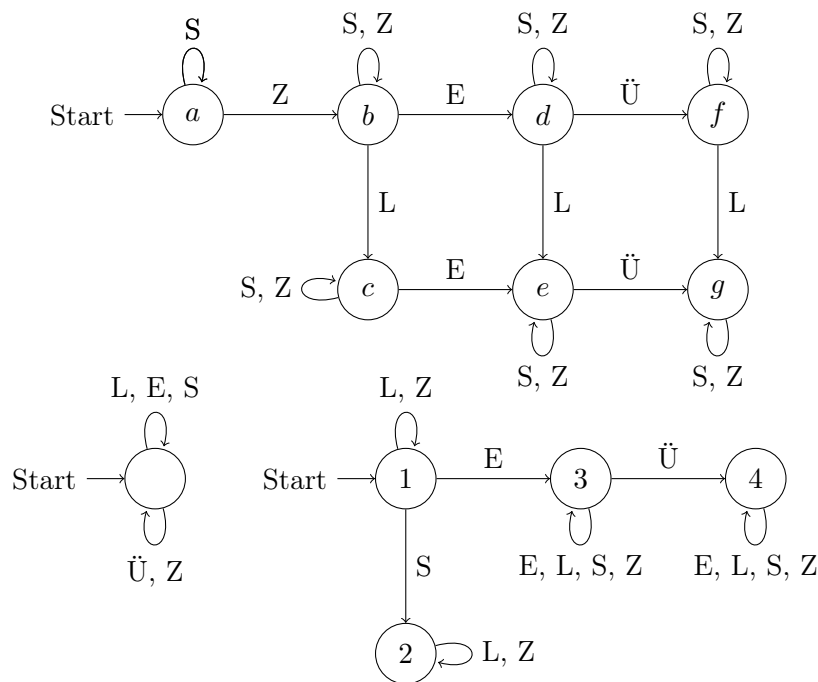 S S, Z S, Z S, Z
Start a Z b E d Ü f
L L L
S, Z c E e Ü g
S, Z S, Z
L, E, S L, Z
Start Start 1 E 3 Ü 4
Ü, Z S E, L, S, Z E, L, S, Z
2 L, Z